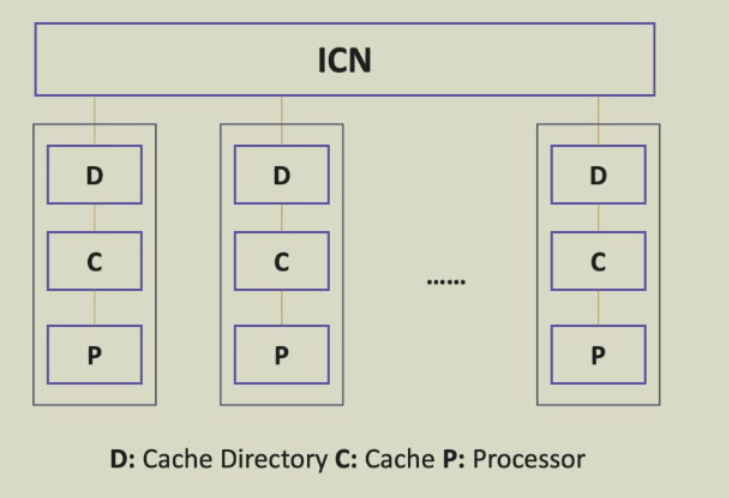 ICN
D D D
C C C
......
P P P
D: Cache Directory C: Cache P: Processor